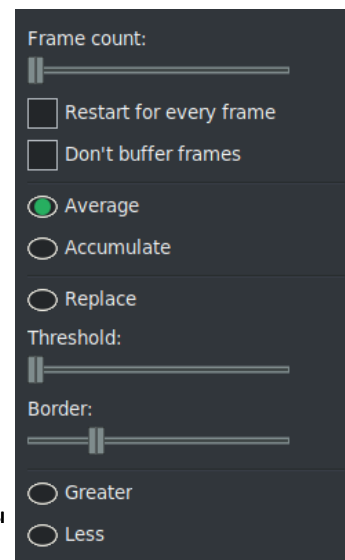 Frame count:
Restart for every frame
Don't buffer frames
Average
Accumulate
Replace
Threshold:
Border:
Greater
Less